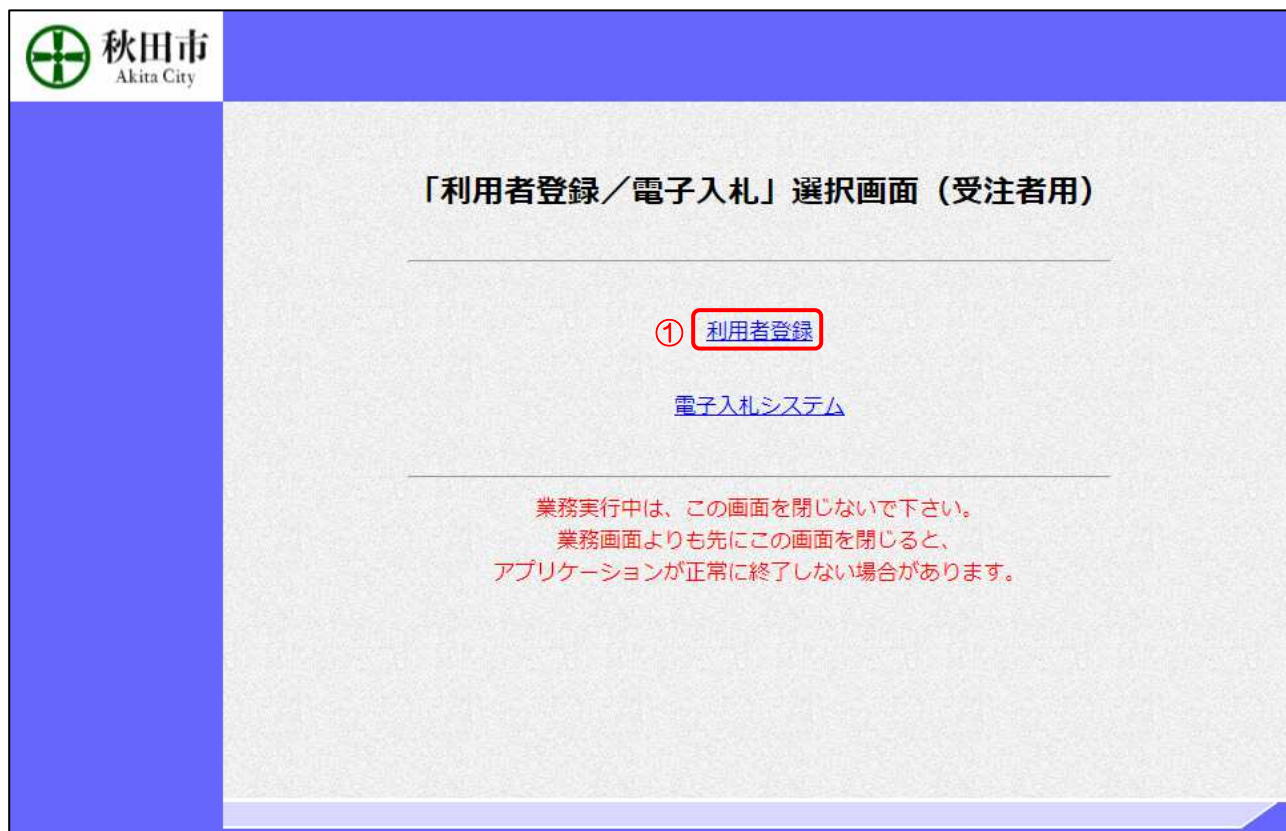 秋田市
Akita City
「利用者登録／電子入札」選択画面（受注者用）
① 利用者登録
電子入札システム
業務実行中は、この画面を閉じないで下さい。
業務画面よりも先にこの画面を閉じると、
アプリケーションが正常に終了しない場合があります。